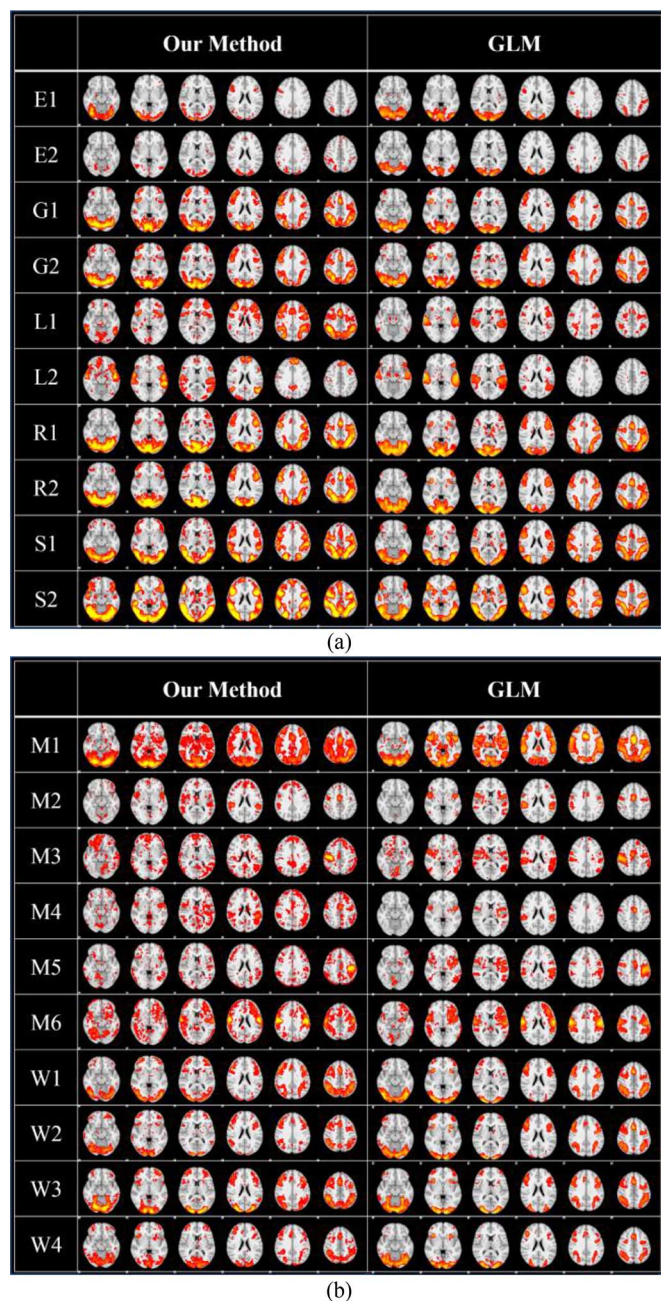 Our Method GLM
E1
E2
G1
G2
L1
L2
R1
R2
S1
S2
(a)
Our Method GLM
M1
M2
M3
M4
M5
M6
W1
W2
W3
W4
(b)